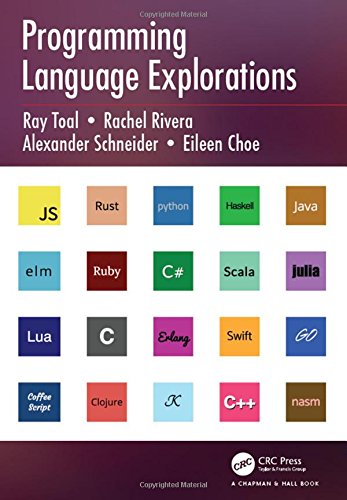 Programming
Language Explorations
Ray Toal • Rachel Rivera
Alexander Schneider • Eileen Choe
JS Rust python Haskell Java
elm Ruby C# Scala julia
Lua C Erlang Swift GO
Coffee Script Clojure K C++ nasm
CRC CRC Press
Taylor & Francis Group
A CHAPMAN & HALL BOOK